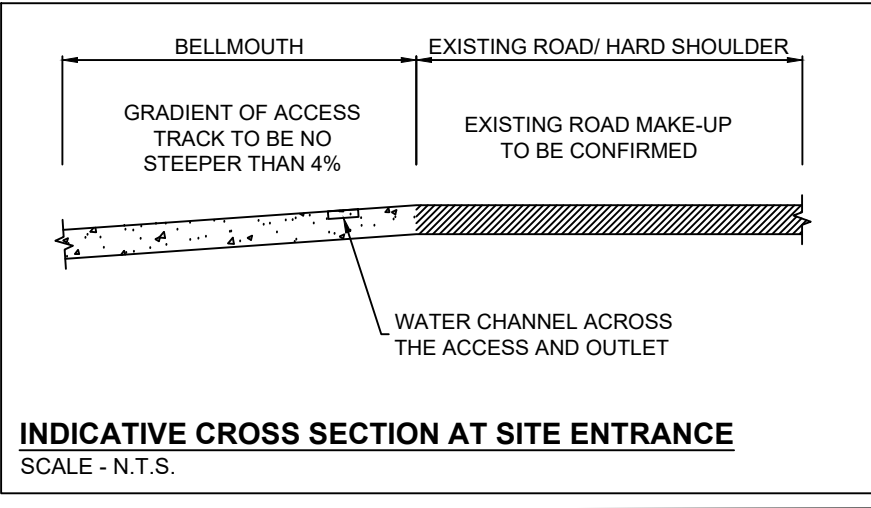 BELLMOUTH
EXISTING ROAD/ HARD SHOULDER
GRADIENT OF ACCESS
TRACK TO BE NO
STEEPER THAN 4%
EXISTING ROAD MAKE-UP
TO BE CONFIRMED
WATER CHANNEL ACROSS
THE ACCESS AND OUTLET
INDICATIVE CROSS SECTION AT SITE ENTRANCE
SCALE - N.T.S.